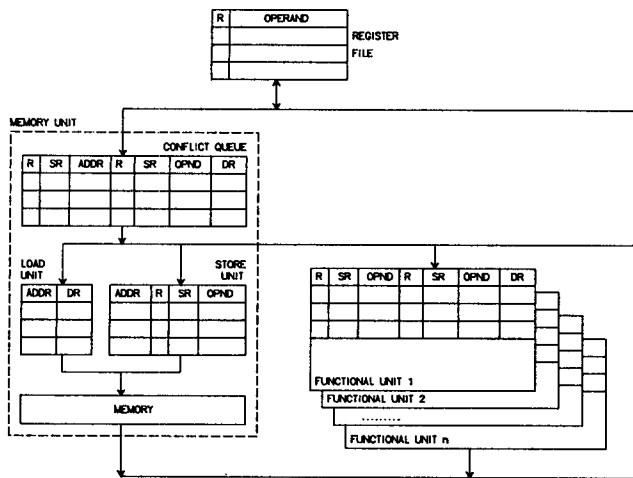 R OPERAND
REGISTER
FILE
MEMORY UNIT
CONFLICT QUEUE
R SR ADDR R SR OPND DR
LOAD
UNIT
STORE
UNIT
ADDR DR
ADDR R SR OPND
R SR OPND R SR OPND DR
MEMORY
FUNCTIONAL UNIT 1
FUNCTIONAL UNIT 2
.........
FUNCTIONAL UNIT n